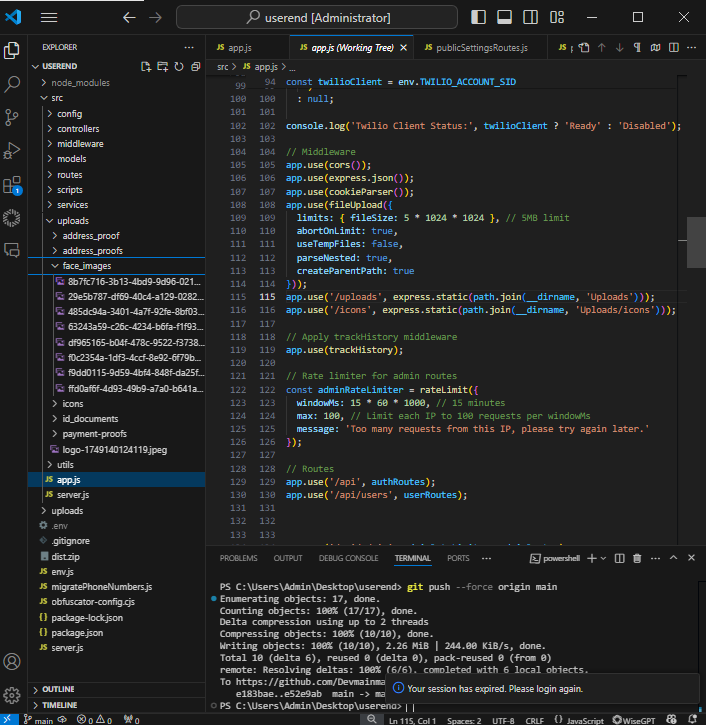 userend [Administrator]
EXPLORER
USEREND
node_modules
src
config
controllers
middleware
models
routes
scripts
services
uploads
address_proof
address_proofs
face_images
8b7fc716-3b13-4bd9-9d96-021...
29e5b787-df69-40c4-a129-0282...
485dc94a-3401-4a7f-92fe-8bf03...
63243a59-c26c-4234-b6fa-f1f93...
df965165-b04f-478c-9522-f3738...
f0c2354a-1df3-4ccf-8e92-6f79b...
f9dd0115-9d59-4bf4-848f-da25f...
ffd0af6f-4d93-49b9-a7a0-b641a...
icons
id_documents
payment-proofs
logo-1749140124119.jpeg
utils
JS app.js
JS server.js
uploads
.env
.gitignore
dist.zip
JS env.js
JS migratePhoneNumbers.js
JS obfuscator-config.cjs
{} package-lock.json
{} package.json
JS server.js
OUTLINE
TIMELINE
JS app.js
JS app.js (Working Tree)
JS publicSettingsRoutes.js
src > JS app.js > ...
94 const twilioClient = env.TWILIO_ACCOUNT_SID
100 100 : null;
101 101
102 102 console.log('Twilio Client Status:', twilioClient ? 'Ready' : 'Disabled');
103 103
104 104 // Middleware
105 105 app.use(cors());
106 106 app.use(express.json());
107 107 app.use(cookieParser());
108 108 app.use(fileUpload({
109 109 limits: { fileSize: 5 * 1024 * 1024 }, // 5MB limit
110 110 abortOnLimit: true,
111 111 useTempFiles: false,
112 112 parseNested: true,
113 113 createParentPath: true
114 114 }));
115 115 app.use('/uploads', express.static(path.join(__dirname, 'Uploads')));
116 116 app.use('/icons', express.static(path.join(__dirname, 'Uploads/icons')));
117 117
118 118 // Apply trackHistory middleware
119 119 app.use(trackHistory);
120 120
121 121 // Rate limiter for admin routes
122 122 const adminRateLimiter = rateLimit({
123 123 windowMs: 15 * 60 * 1000, // 15 minutes
124 124 max: 100, // Limit each IP to 100 requests per windowMs
125 125 message: 'Too many requests from this IP, please try again later.'
126 126 });
127 127
128 128 // Routes
129 129 app.use('/api', authRoutes);
130 130 app.use('/api/users', userRoutes);
131 131
132 132
133 133
PROBLEMS OUTPUT DEBUG CONSOLE TERMINAL PORTS ... powershell
PS C:\Users\Admin\Desktop\userend> git push --force origin main
Enumerating objects: 17, done.
Counting objects: 100% (17/17), done.
Delta compression using up to 2 threads
Compressing objects: 100% (10/10), done.
Writing objects: 100% (10/10), 2.26 MiB | 244.00 KiB/s, done.
Total 10 (delta 6), reused 0 (delta 0), pack-reused 0 (from 0)
remote: Resolving deltas: 100% (6/6), completed with 6 local objects.
To https://github.com/Devmainma
e183bae..e52e9ab main -> ma
PS C:\Users\Admin\Desktop\userend>
Your session has expired. Please login again.
main 0 0 0 Ln 115, Col 1 Spaces: 2 UTF-8 CRLF {} JavaScript WiseGPT